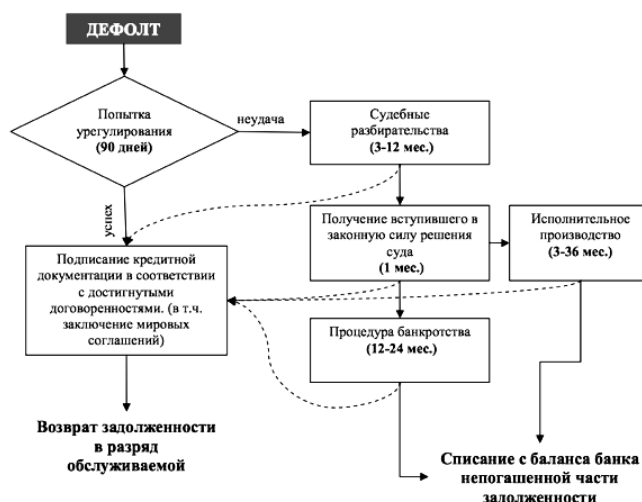 ДЕФОЛТ
Попытка
урегулирования
(90 дней)
неудача
Судебные
разбирательства
(3-12 мес.)
успех
Получение вступившего в
законную силу решения
суда
(1 мес.)
Исполнительное
производство
(3-36 мес.)
Подписание кредитной
документации в соответствии
с достигнутыми
договоренностями. (в т.ч.
заключение мировых
соглашений)
Процедура банкротства
(12-24 мес.)
Возврат задолженности
в разряд
обслуживаемой
Списание с баланса банка
непогашенной части
задолженности